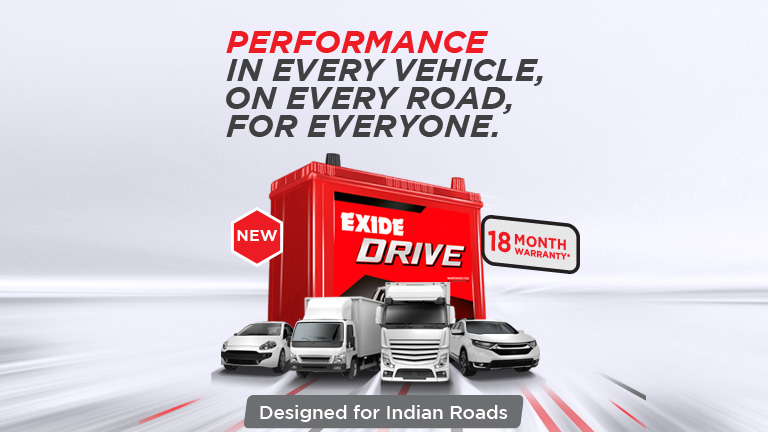 PERFORMANCE
IN EVERY VEHICLE,
ON EVERY ROAD,
FOR EVERYONE.
NEW
EXIDE
DRIVE
18 MONTH
WARRANTY*
Designed for Indian Roads